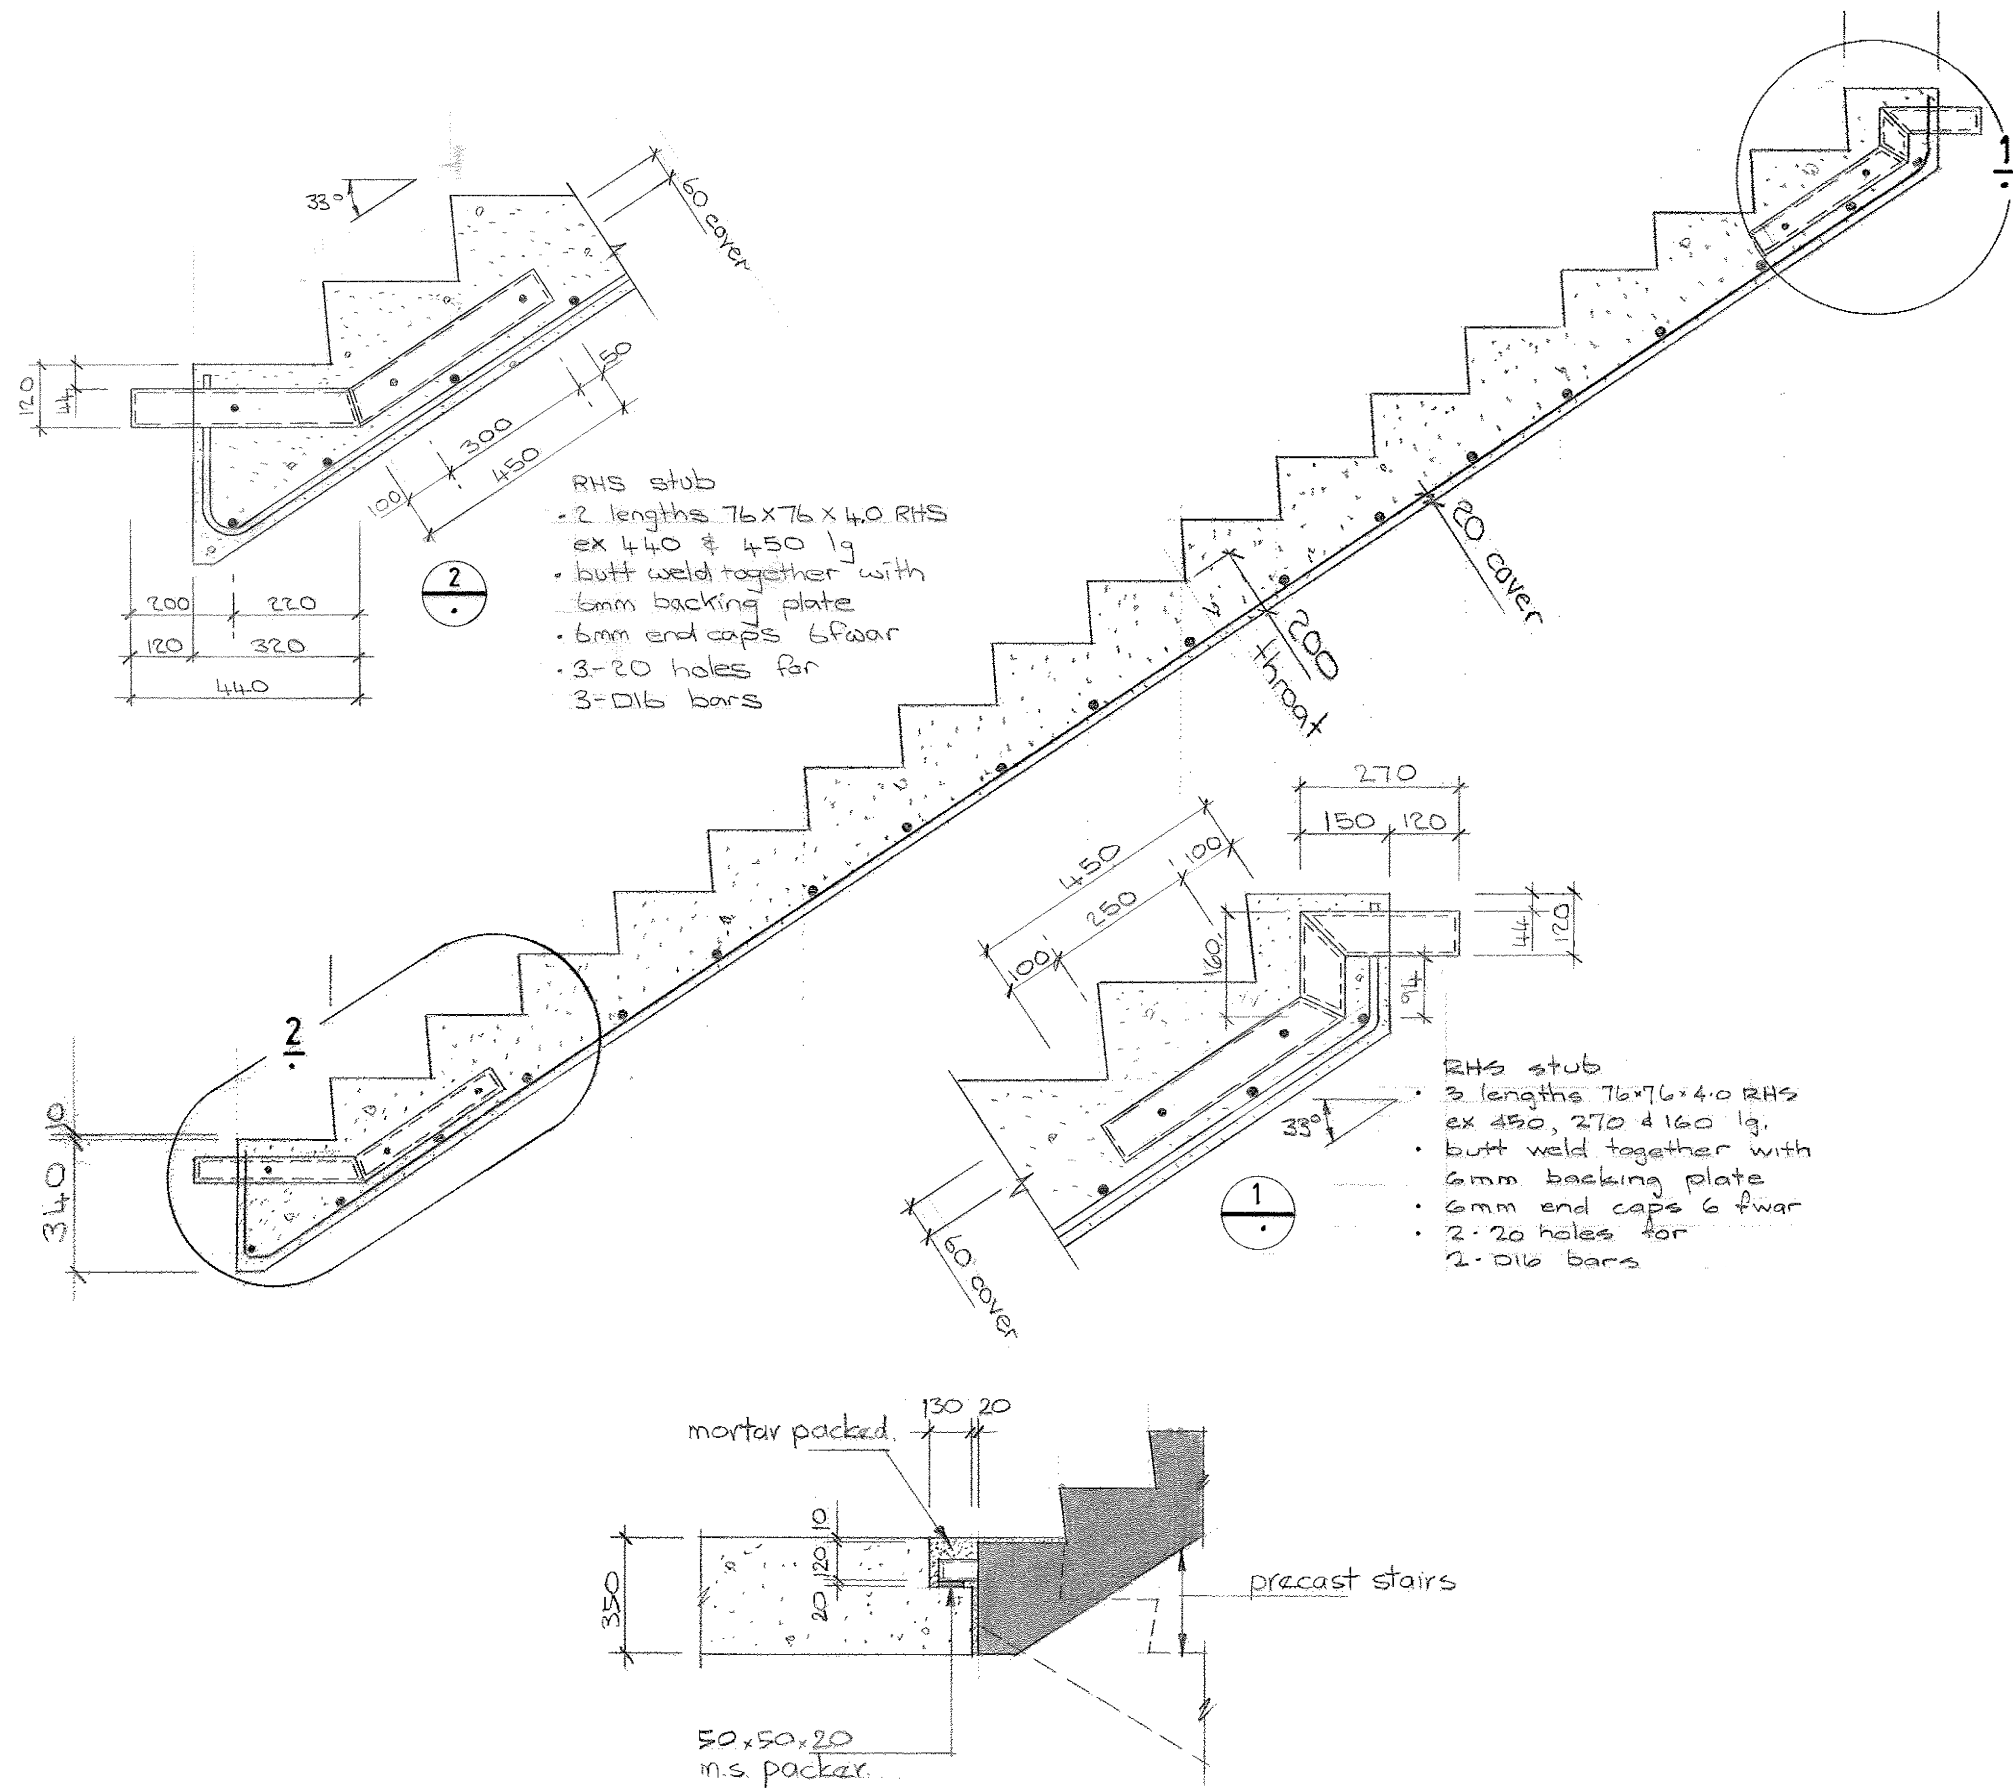 1
33°
60 cover
120
44
50
300
450
100
RHS stub
• 2 lengths 76x76x4.0 RHS
ex 440 & 450 lg
• butt weld together with
6mm backing plate
• 6mm end caps 6fwar
• 3-20 holes for
3-D16 bars
2
200
220
120
320
440
20 cover
200
throat
270
150
120
450
100
250
100
160
44
120
94
2
10
340
33°
RHS stub
• 3 lengths 76x76x4.0 RHS
ex 450, 270 & 160 lg.
• butt weld together with
6mm backing plate
• 6mm end caps 6 fwar
• 2-20 holes for
2-D16 bars
1
60 cover
130 20
mortar packed
10
120
20
350
precast stairs
50x50x20
m.s. packer